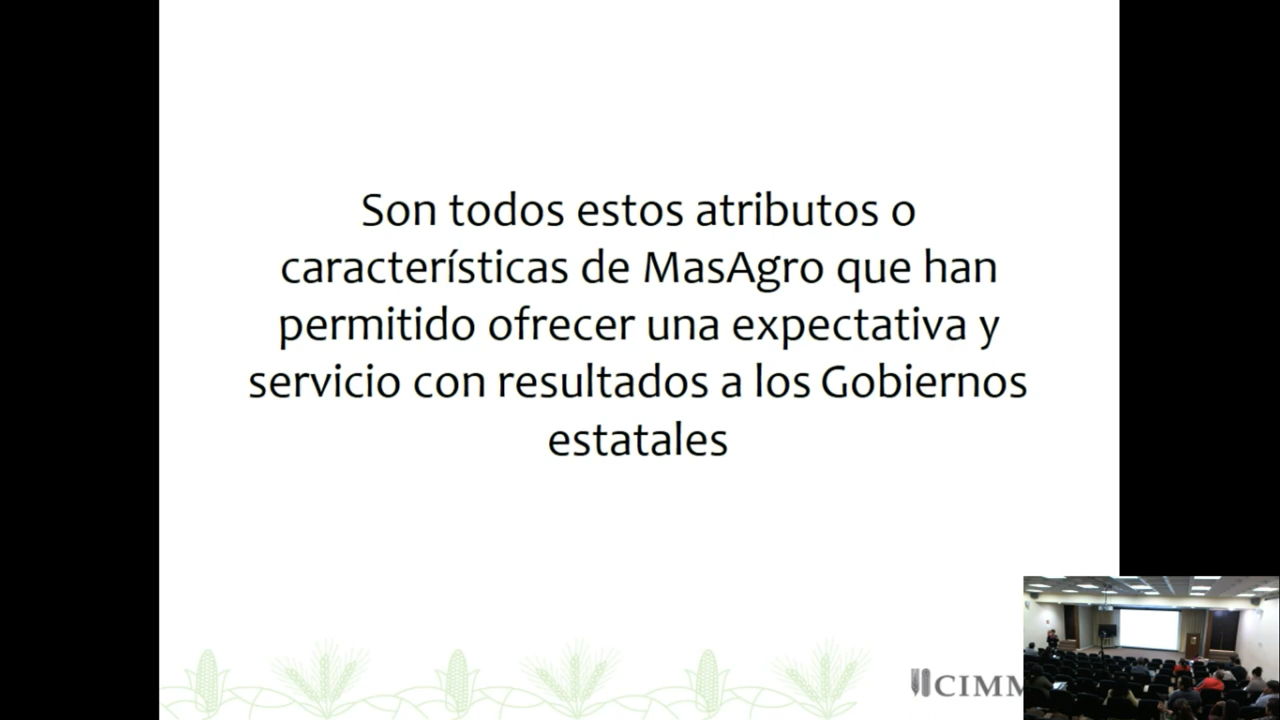 Son todos estos atributos o
características de MasAgro que han
permitido ofrecer una expectativa y
servicio con resultados a los Gobiernos
estatales
CIMM